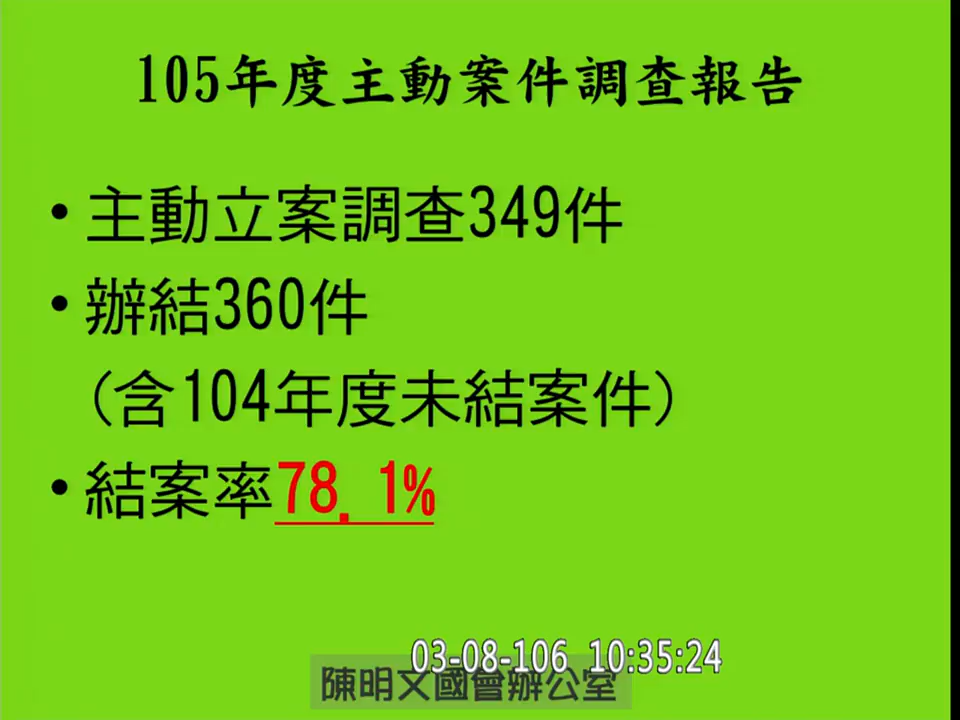 105年度主動案件調查報告
•主動立案調查349件
•辦結360件
(含104年度未結案件)
•結案率78.1%
03-08-106 10:35:24
陳明文國會辦公室